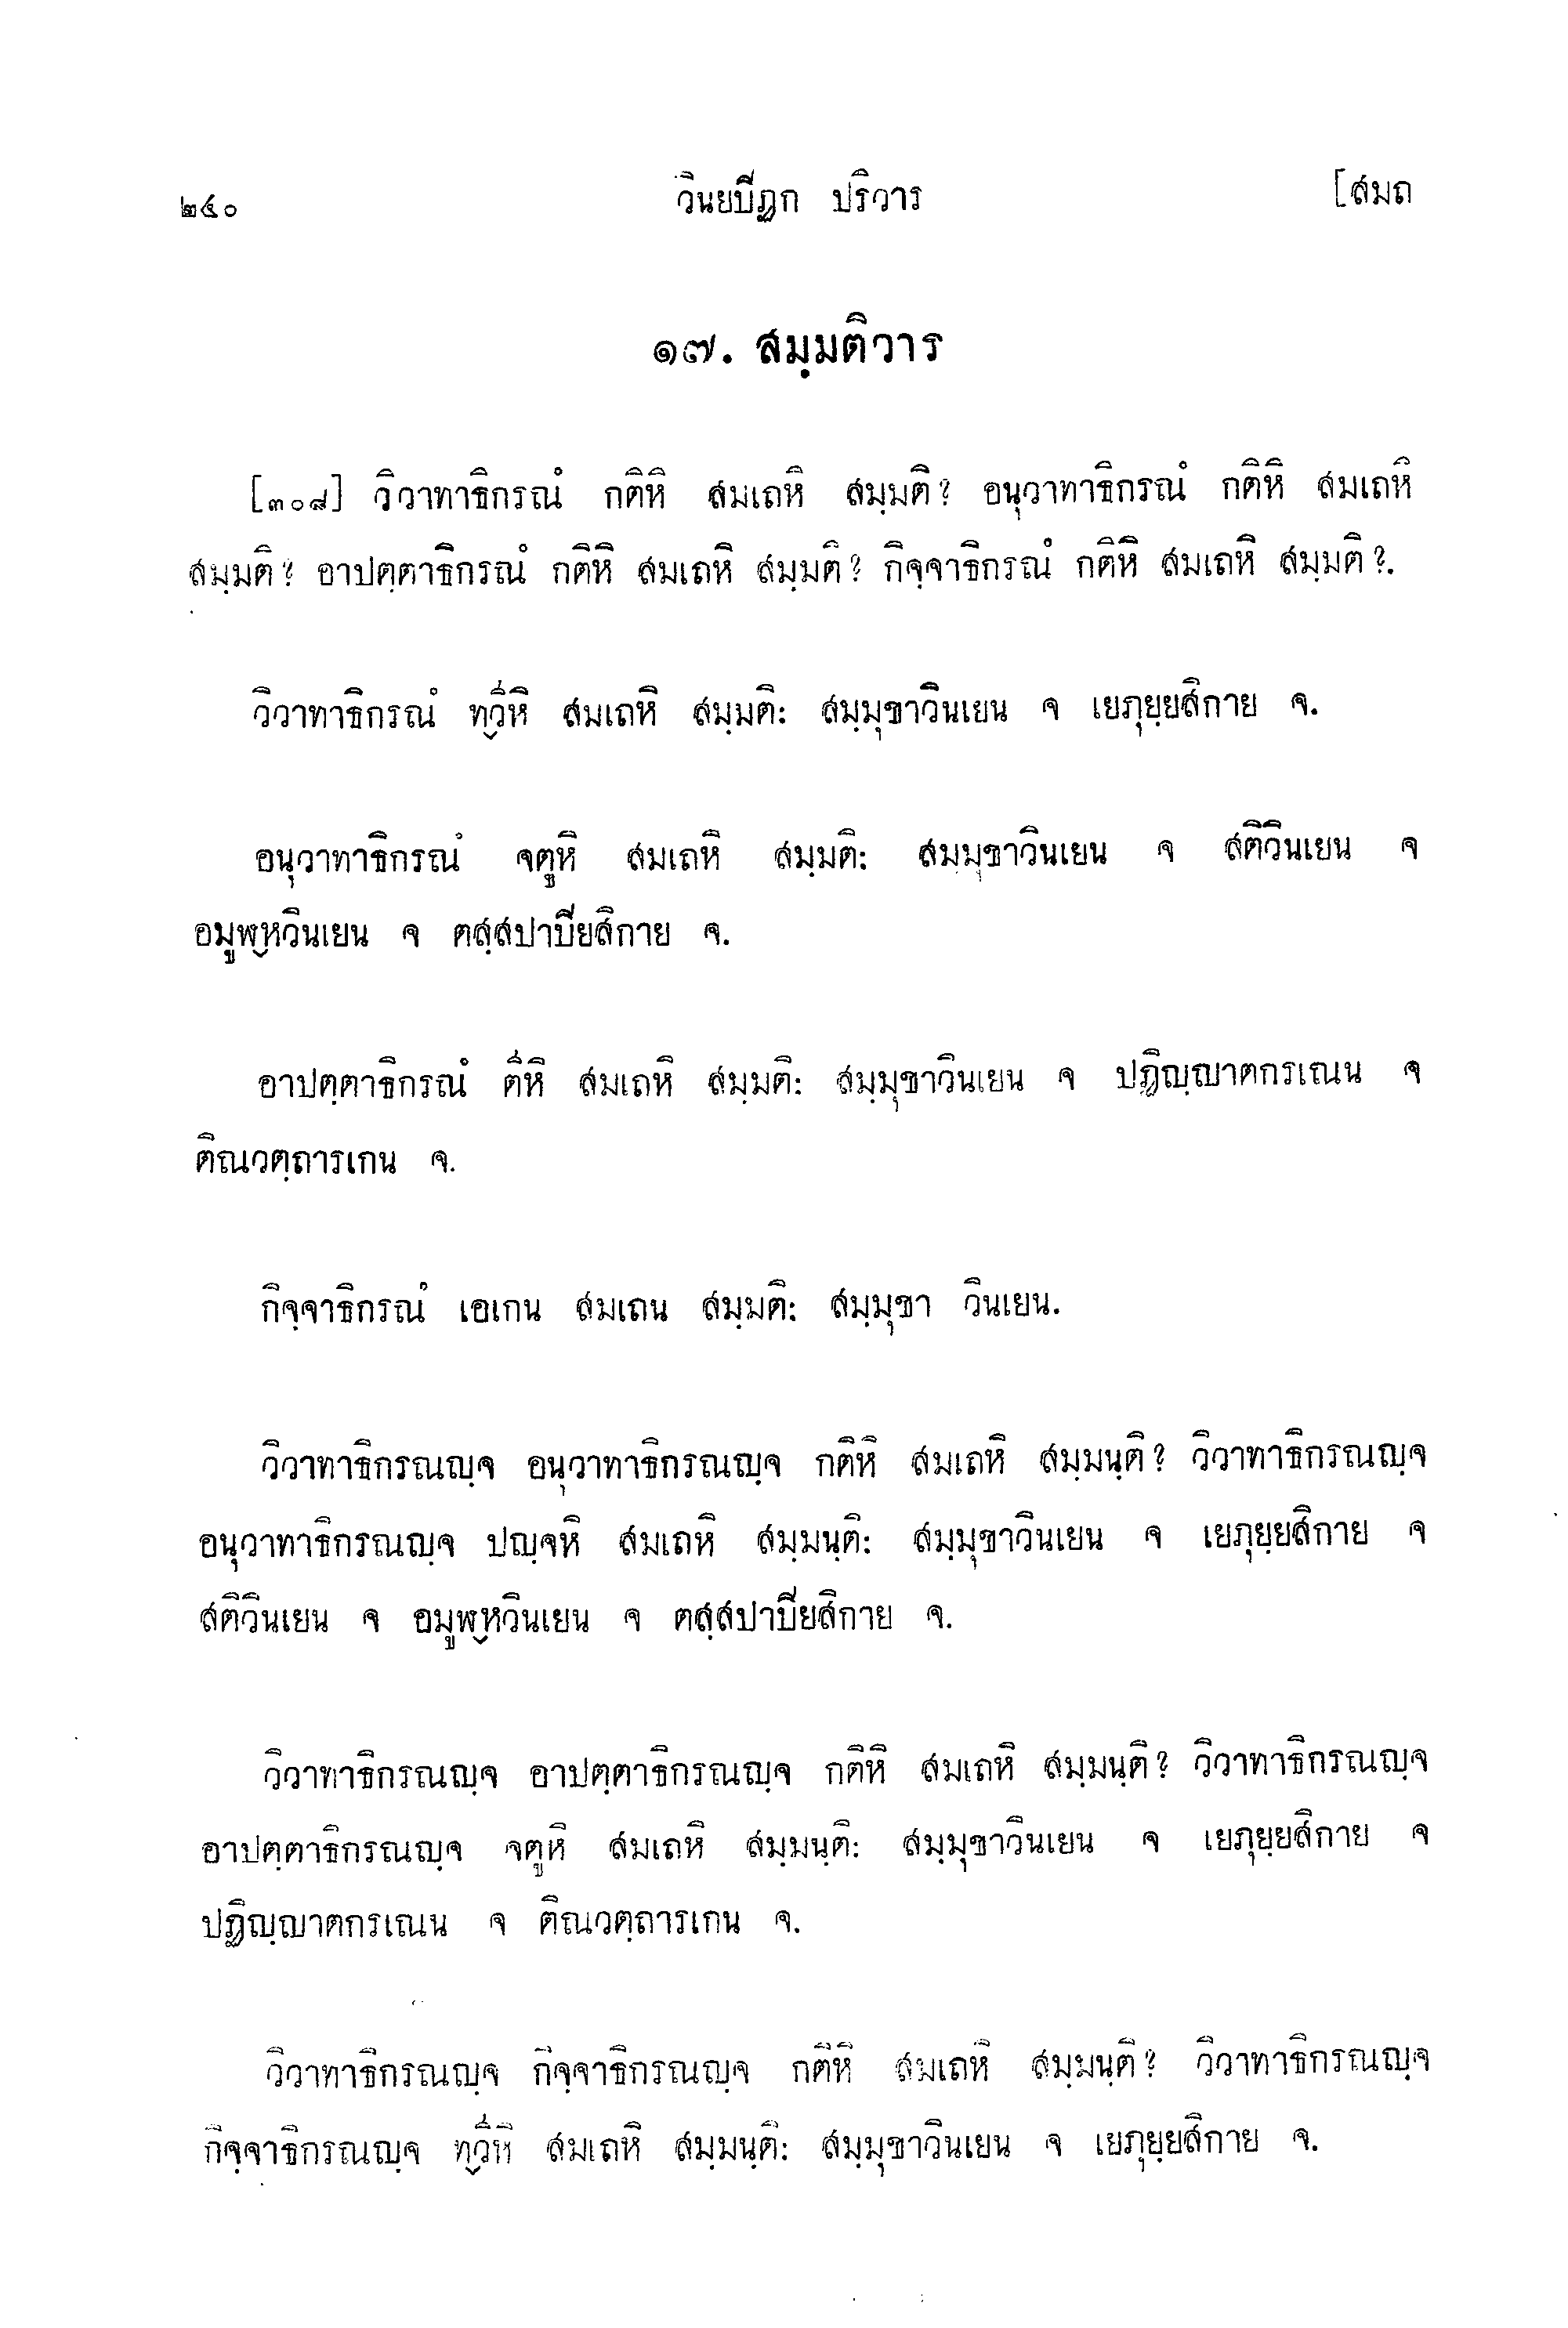 ๒๔๐ วินยปิฏก ปริวาร [สมถ
๑๗. สมฺมติวาร
[๓๐๘] วิวาทาธิกรณํ กติหิ สมเถหิ สมฺมติ? อนุวาทาธิกรณํ กติหิ สมเถหิ
สมฺมติ? อาปตฺตาธิกรณํ กติหิ สมเถหิ สมฺมติ? กิจฺจาธิกรณํ กติหิ สมเถหิ สมฺมติ?.
วิวาทาธิกรณํ ทฺวีหิ สมเถหิ สมฺมติ: สมฺมุขาวินเยน จ เยภุยฺยสิกาย จ.
อนุวาทาธิกรณํ จตูหิ สมเถหิ สมฺมติ: สมฺมุขาวินเยน จ สติวินเยน จ
อมูฬฺหวินเยน จ ตสฺสปาปิยสิกาย จ.
อาปตฺตาธิกรณํ ตีหิ สมเถหิ สมฺมติ: สมฺมุขาวินเยน จ ปฏิญฺญาตกรเณน จ
ติณวตฺถารเกน จ.
กิจฺจาธิกรณํ เอเกน สมเถน สมฺมติ: สมฺมุขา วินเยน.
วิวาทาธิกรณญฺจ อนุวาทาธิกรณญฺจ กติหิ สมเถหิ สมฺมนฺติ? วิวาทาธิกรณญฺจ
อนุวาทาธิกรณญฺจ ปญฺจหิ สมเถหิ สมฺมนฺติ: สมฺมุขาวินเยน จ เยภุยฺยสิกาย จ
สติวินเยน จ อมูฬฺหวินเยน จ ตสฺสปาปิยสิกาย จ.
วิวาทาธิกรณญฺจ อาปตฺตาธิกรณญฺจ กติหิ สมเถหิ สมฺมนฺติ? วิวาทาธิกรณญฺจ
อาปตฺตาธิกรณญฺจ จตูหิ สมเถหิ สมฺมนฺติ: สมฺมุขาวินเยน จ เยภุยฺยสิกาย จ
ปฏิญฺญาตกรเณน จ ติณวตฺถารเกน จ.
วิวาทาธิกรณญฺจ กิจฺจาธิกรณญฺจ กติหิ สมเถหิ สมฺมนฺติ? วิวาทาธิกรณญฺจ
กิจฺจาธิกรณญฺจ ทฺวีหิ สมเถหิ สมฺมนฺติ: สมฺมุขาวินเยน จ เยภุยฺยสิกาย จ.